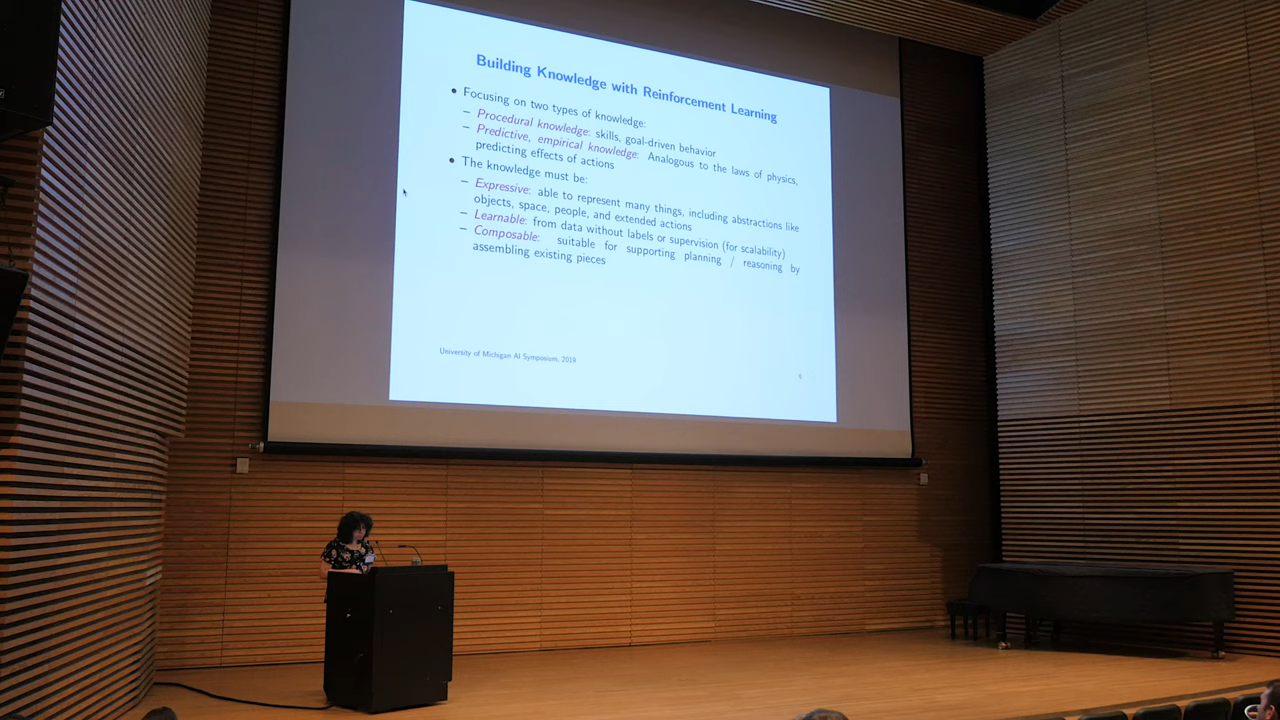 Building Knowledge with Reinforcement Learning
• Focusing on two types of knowledge:
– Procedural knowledge: skills, goal-driven behavior
– Predictive, empirical knowledge: Analogous to the laws of physics,
predicting effects of actions
• The knowledge must be:
– Expressive: able to represent many things, including abstractions like
objects, space, people, and extended actions
– Learnable: from data without labels or supervision (for scalability)
– Composable: suitable for supporting planning / reasoning by
assembling existing pieces
University of Michigan AI Symposium, 2019
6